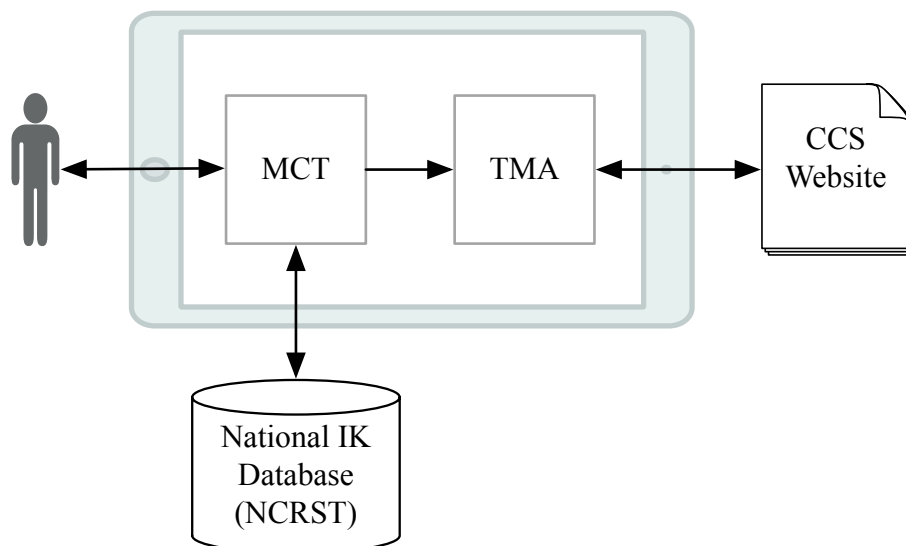 MCT
TMA
CCS
Website
National IK
Database
(NCRST)